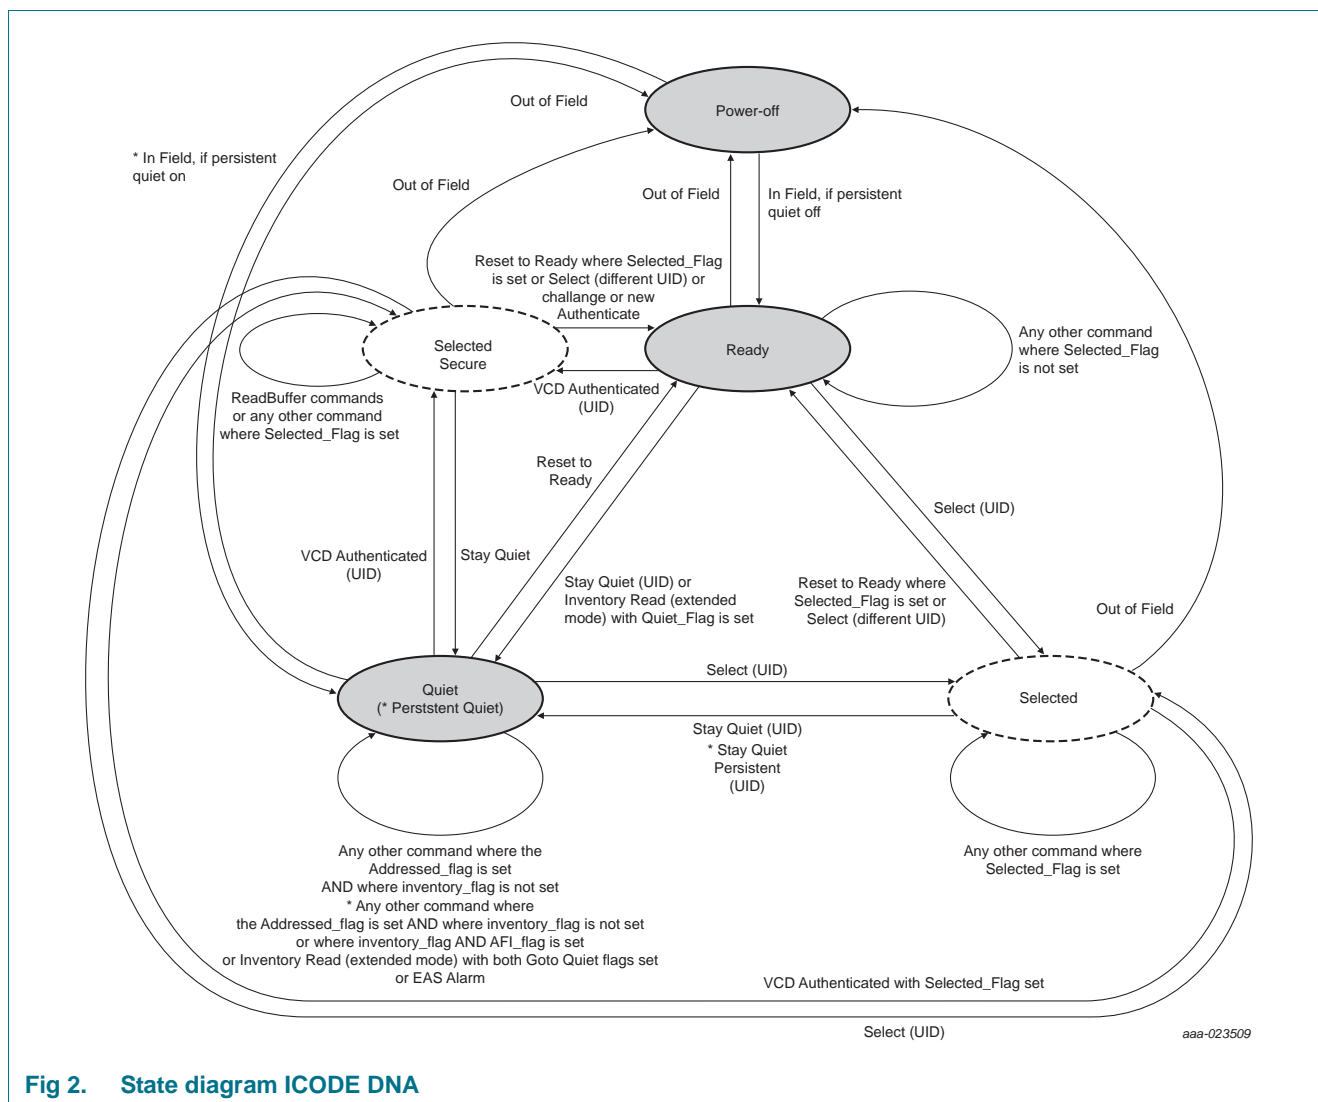 Power-off
Out of Field
* In Field, if persistent
quiet on
Out of Field
Out of Field
In Field, if persistent
quiet off
Reset to Ready where Selected_Flag
is set or Select (different UID) or
challange or new
Authenticate
Selected
Secure
Ready
Any other command
where Selected_Flag
is not set
VCD Authenticated
(UID)
ReadBuffer commands
or any other command
where Selected_Flag is set
Reset to
Ready
Select (UID)
VCD Authenticated
(UID)
Stay Quiet
Stay Quiet (UID) or
Inventory Read (extended
mode) with Quiet_Flag is set
Reset to Ready where
Selected_Flag is set or
Select (different UID)
Out of Field
Quiet
(* Perststent Quiet)
Select (UID)
Selected
Stay Quiet (UID)
* Stay Quiet
Persistent
(UID)
Any other command where the
Addressed_flag is set
AND where inventory_flag is not set
* Any other command where
the Addressed_flag is set AND where inventory_flag is not set
or where inventory_flag AND AFI_flag is set
or Inventory Read (extended mode) with both Goto Quiet flags set
or EAS Alarm
Any other command where
Selected_Flag is set
VCD Authenticated with Selected_Flag set
Select (UID)
aaa-023509
Fig 2. State diagram ICODE DNA